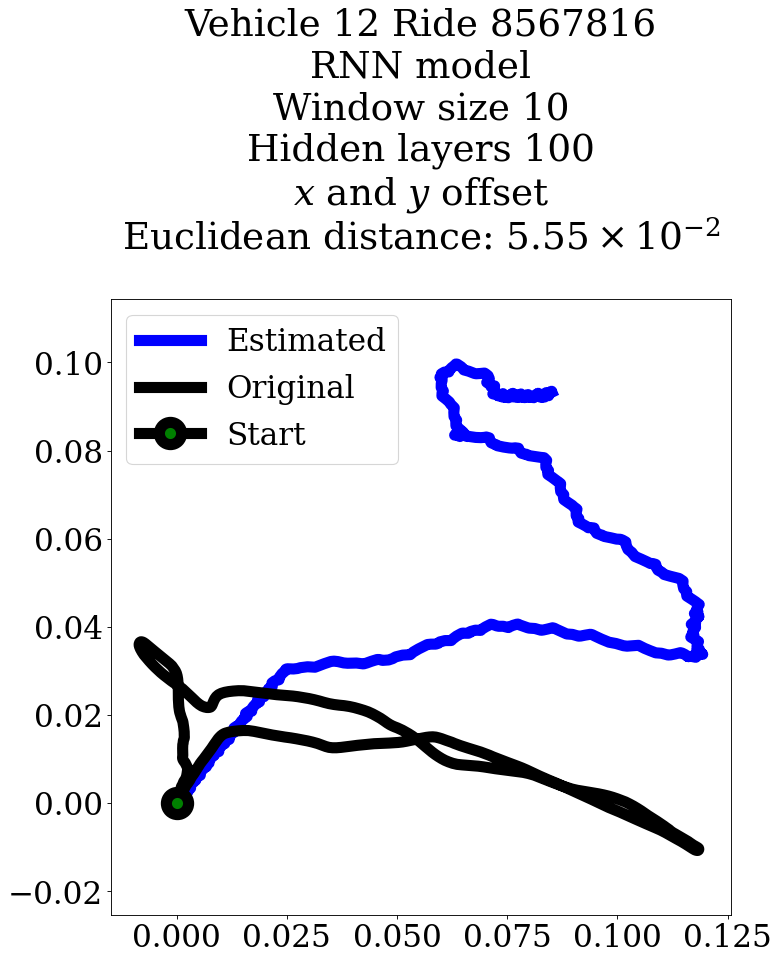 Vehicle 12 Ride 8567816
RNN model
Window size 10
Hidden layers 100
x and y offset
Euclidean distance: 5.55 × 10⁻²
Estimated
Original
Start
0.10
0.08
0.06
0.04
0.02
0.00
−0.02
0.000 0.025 0.050 0.075 0.100 0.125